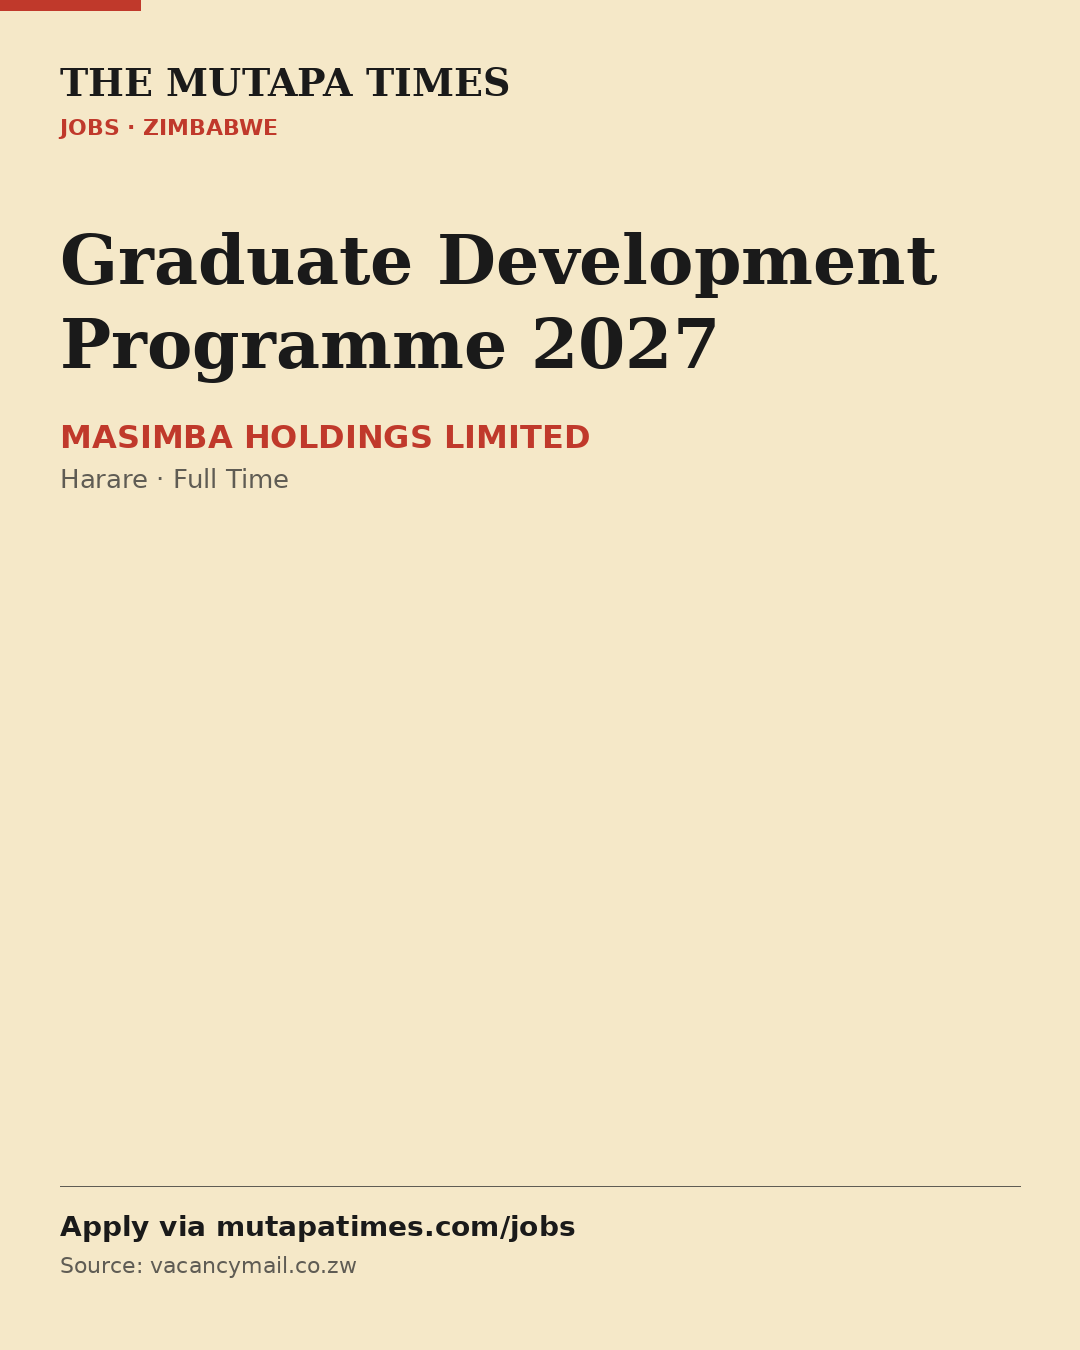 THE MUTAPA TIMES
JOBS · ZIMBABWE
Graduate Development
Programme 2027
MASIMBA HOLDINGS LIMITED
Harare · Full Time
Apply via mutapatimes.com/jobs
Source: vacancymail.co.zw